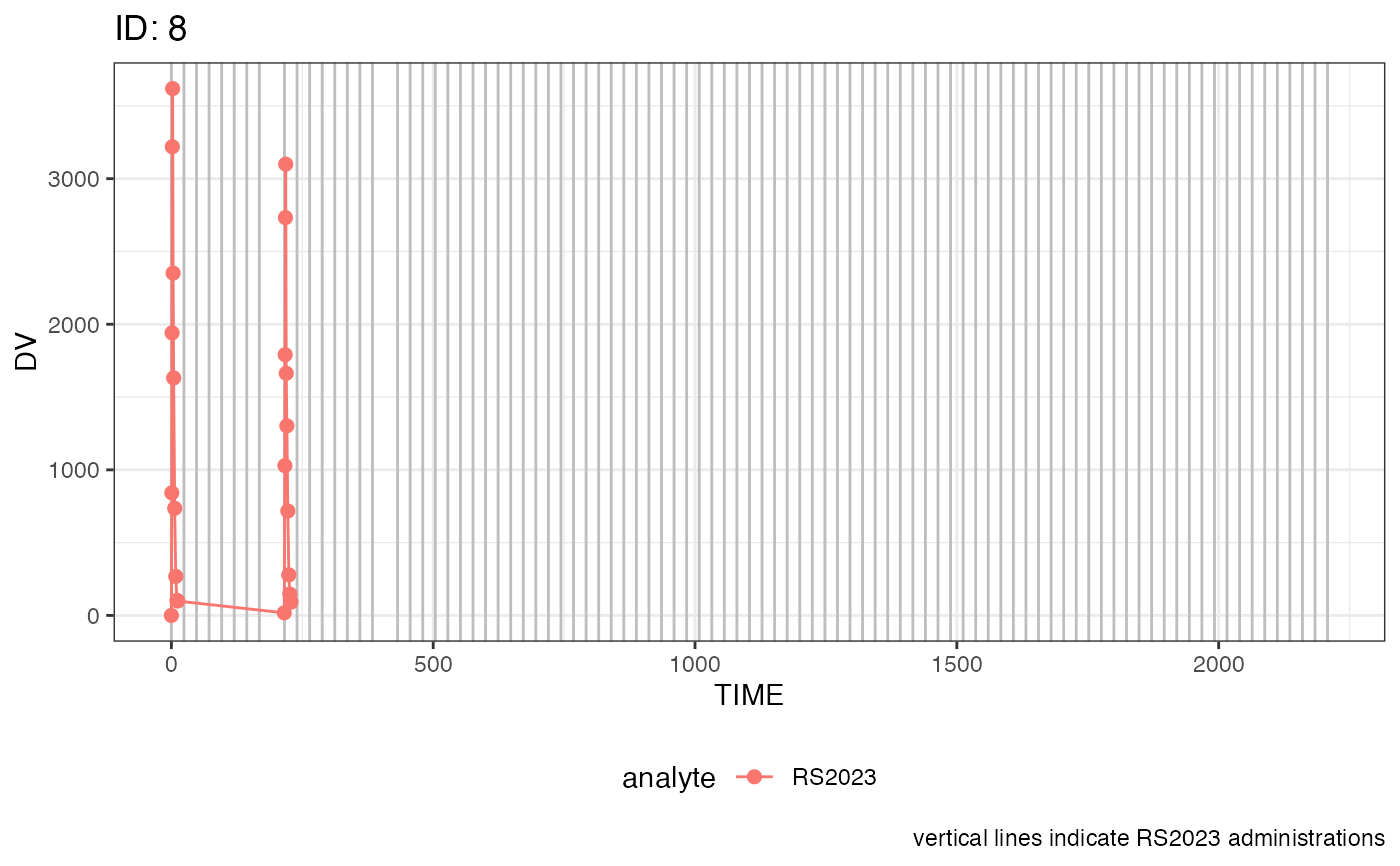 ID: 8
3000
2000
1000
0
DV
0 500 1000 1500 2000
TIME
analyte RS2023
vertical lines indicate RS2023 administrations